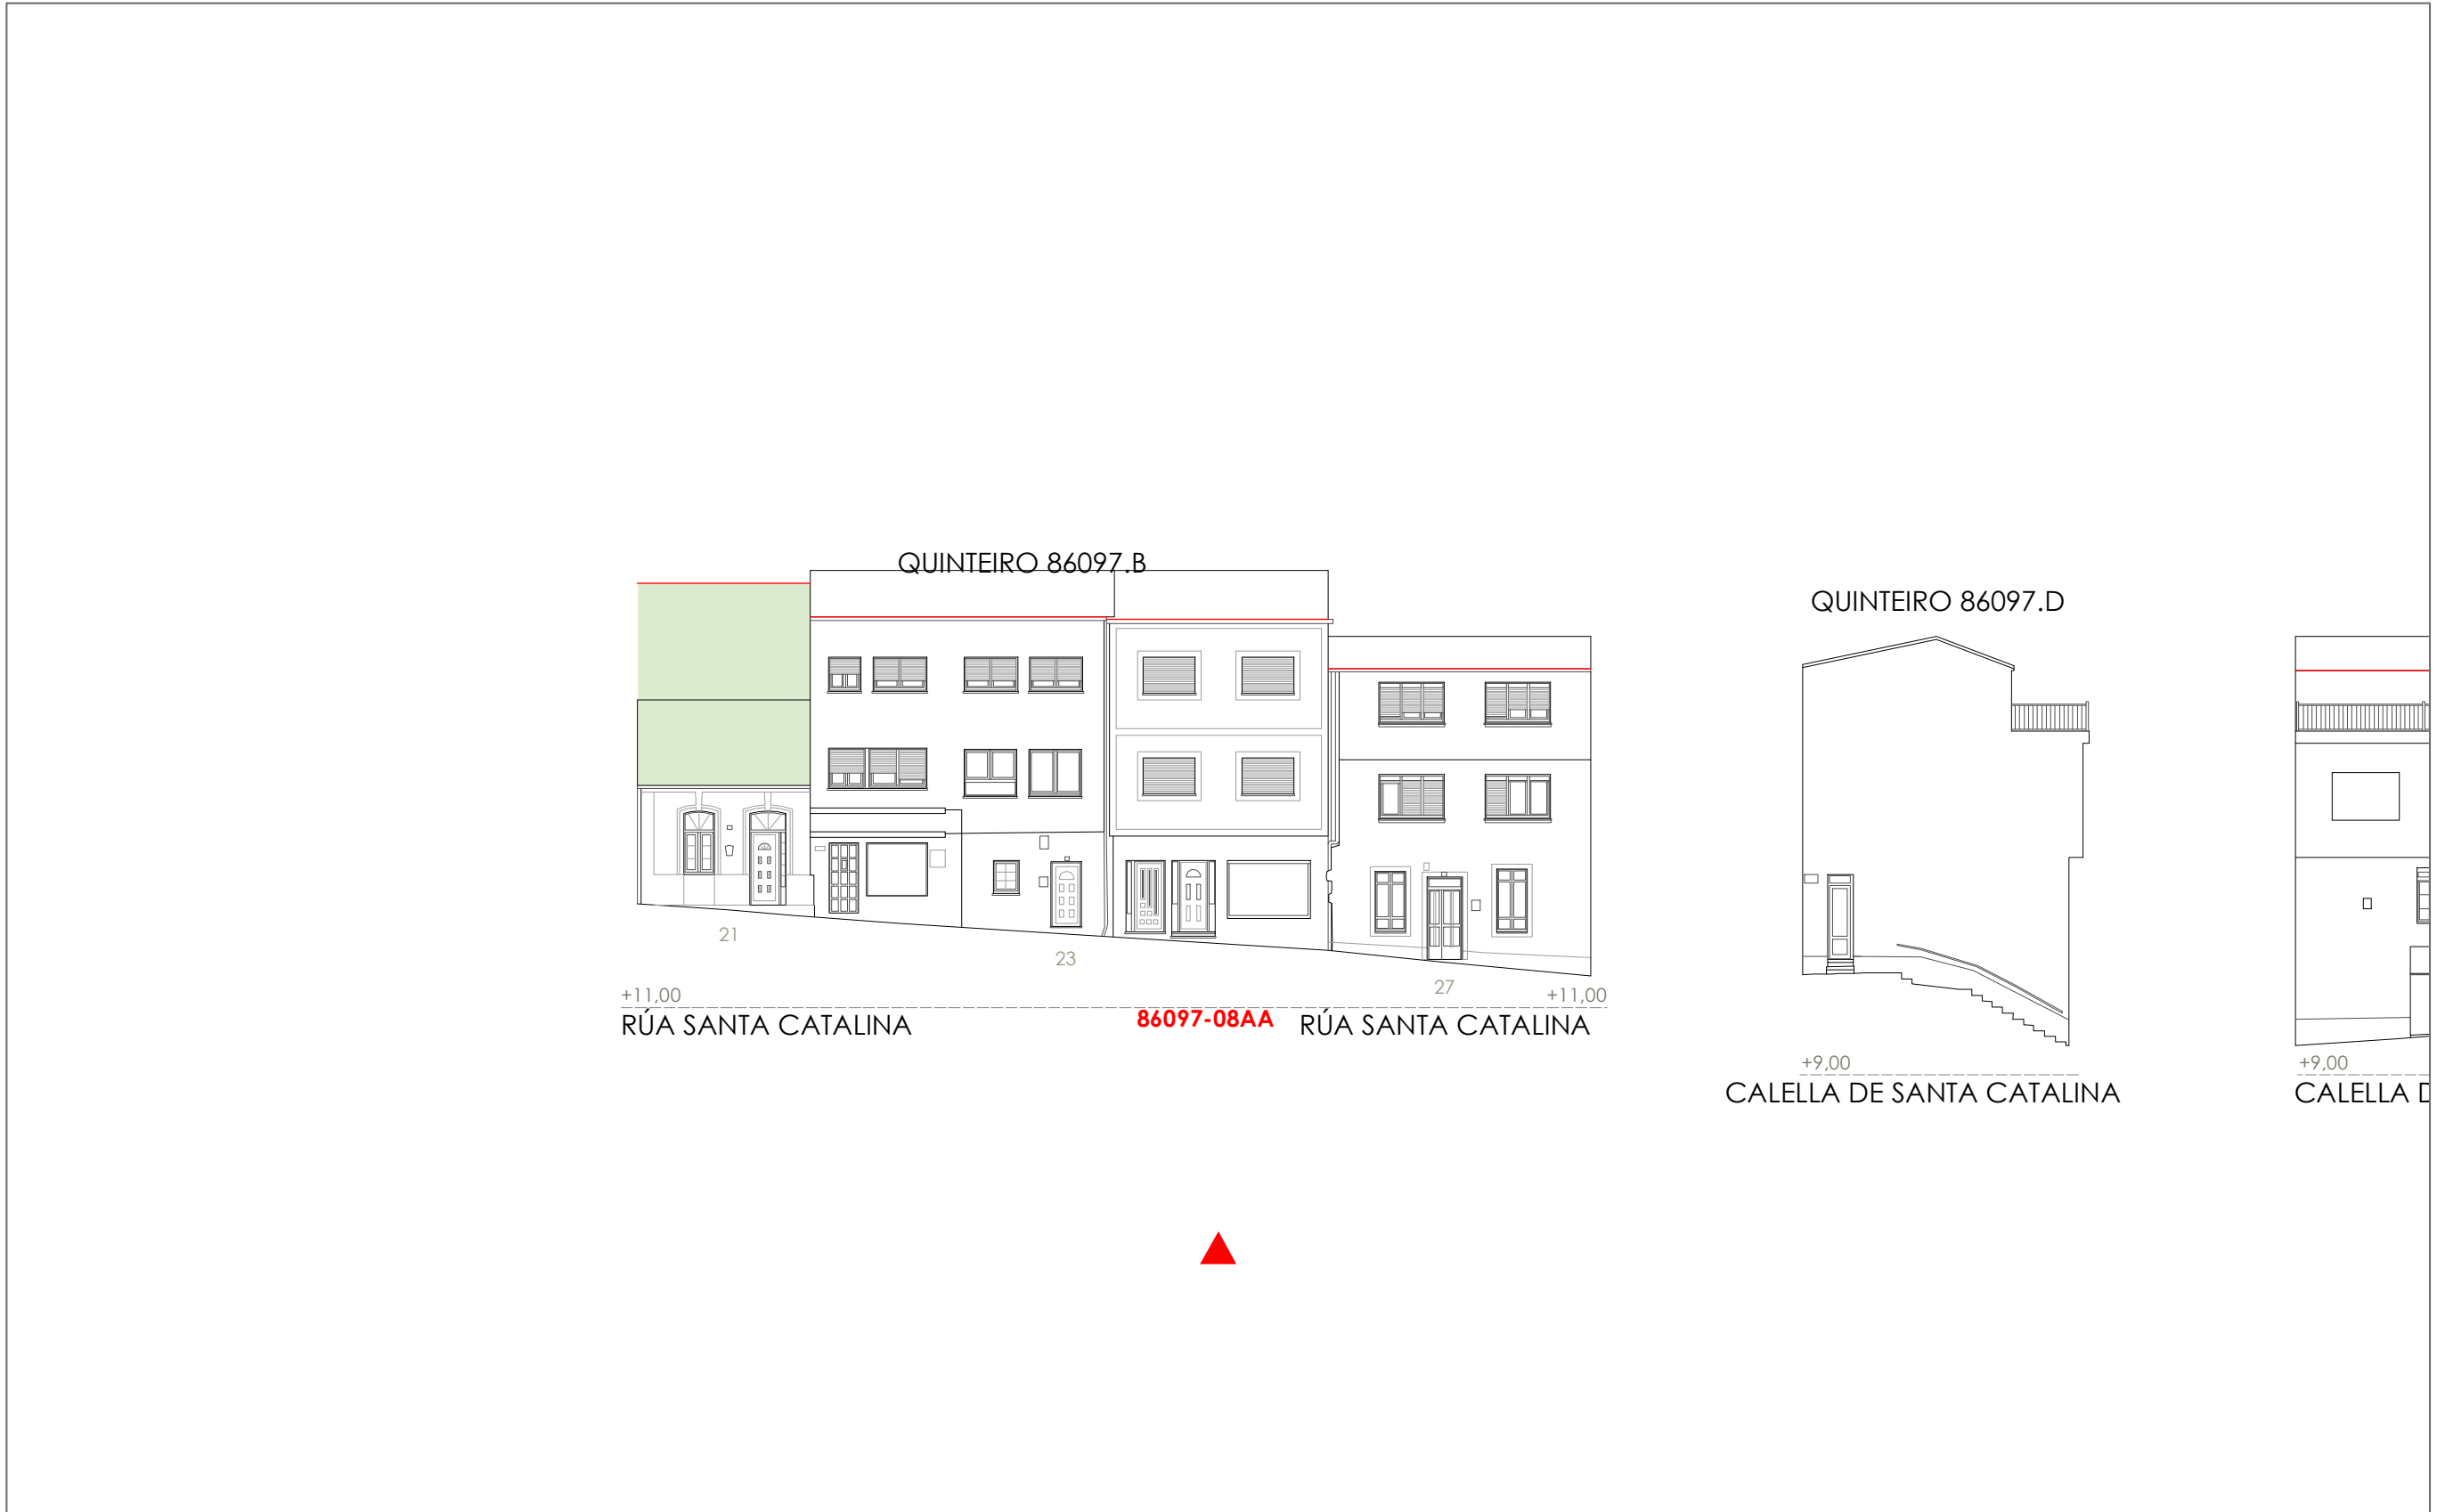 QUINTEIRO 86097.B
QUINTEIRO 86097.D
21
23
27
+11,00
+11,00
RÚA SANTA CATALINA
86097-08AA
RÚA SANTA CATALINA
+9,00
+9,00
CALELLA DE SANTA CATALINA
CALELLA